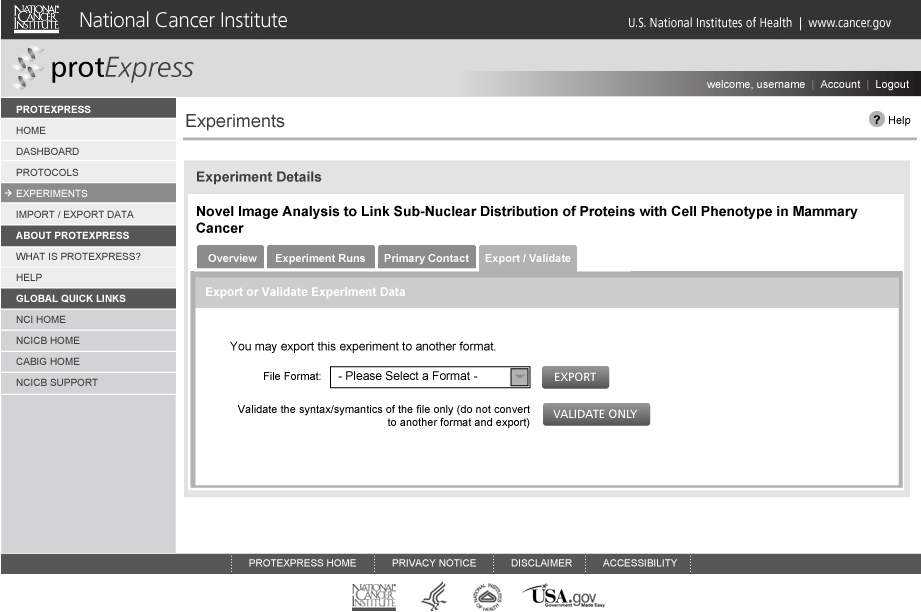 NATIONAL CANCER INSTITUTE
National Cancer Institute
U.S. National Institutes of Health | www.cancer.gov
protExpress
welcome, username | Account | Logout
PROTEXPRESS
HOME
DASHBOARD
PROTOCOLS
EXPERIMENTS
IMPORT / EXPORT DATA
ABOUT PROTEXPRESS
WHAT IS PROTEXPRESS?
HELP
GLOBAL QUICK LINKS
NCI HOME
NCICB HOME
CABIG HOME
NCICB SUPPORT
Experiments
? Help
Experiment Details
Novel Image Analysis to Link Sub-Nuclear Distribution of Proteins with Cell Phenotype in Mammary
Cancer
Overview Experiment Runs Primary Contact Export / Validate
Export or Validate Experiment Data
You may export this experiment to another format.
File Format: - Please Select a Format - EXPORT
Validate the syntax/symantics of the file only (do not convert
to another format and export) VALIDATE ONLY
PROTEXPRESS HOME PRIVACY NOTICE DISCLAIMER ACCESSIBILITY
NATIONAL CANCER INSTITUTE
USA.gov
Government Made Easy